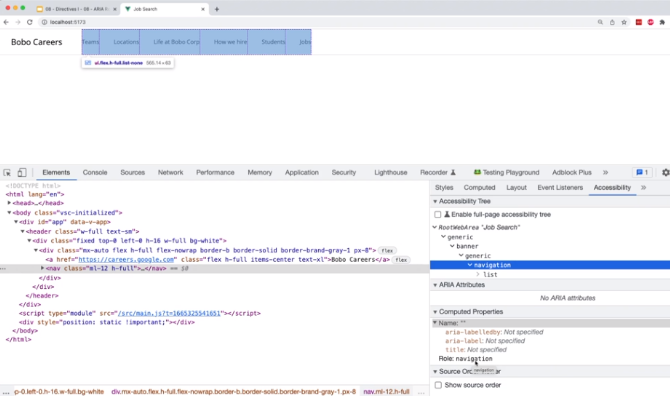 08 - Directives I - 08 - ARIA
Job Search
localhost:5173
Bobo Careers
Teams Locations Life at Bobo Corp How we hire Students Jobs
ul.flex.h-full.list-none
Elements Console Sources Network Performance Memory Application Security Lighthouse Recorder Testing Playground Adblock Plus 1
Styles Computed Layout Event Listeners Accessibility
<!DOCTYPE html>
<html lang="en">
<head>…</head>
<body class="vsc-initialized">
<div id="app" data-v-app>
<header class="w-full text-sm">
<div class="fixed top-0 left-0 h-16 w-full bg-white">
<div class="mx-auto flex h-full flex-nowrap border-b border-solid border-brand-gray-1 px-8"> flex
<a href="https://careers.google.com" class="flex h-full items-center text-xl">Bobo Careers</a> flex
<nav class="ml-12 h-full">…</nav> == $0
</div>
</div>
</header>
</div>
<script type="module" src="/src/main.js?t=1665325541651"></script>
<div style="position: static !important;"></div>
</body>
</html>
Accessibility Tree
Enable full-page accessibility tree
RootWebArea "Job Search"
generic
banner
generic
navigation
list
ARIA Attributes
No ARIA attributes
Computed Properties
Name: ""
aria-labelledby: Not specified
aria-label: Not specified
title: Not specified
Role: navigation
navigation
Show source order
p-0.left-0.h-16.w-full.bg-white div.mx-auto.flex.h-full.flex-nowrap.border-b.border-solid.border-brand-gray-1.px-8 nav.ml-12.h-full